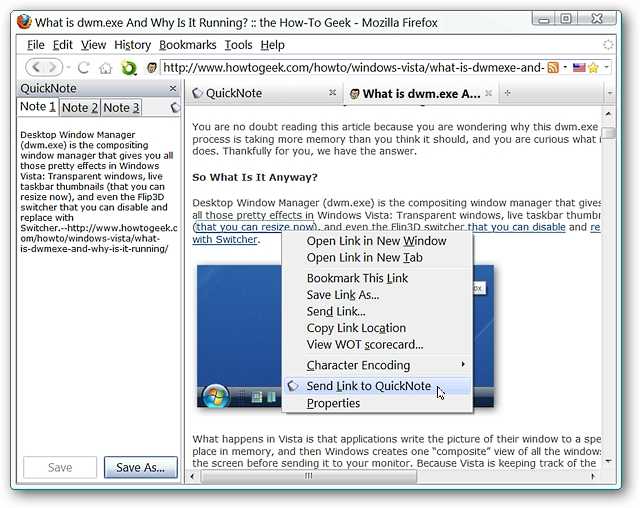 What is dwm.exe And Why Is It Running? :: the How-To Geek - Mozilla Firefox
File Edit View History Bookmarks Tools Help
http://www.howtogeek.com/howto/windows-vista/what-is-dwmexe-and-
QuickNote
Note 1 Note 2 Note 3
Desktop Window Manager
(dwm.exe) is the compositing
window manager that gives you all
those pretty effects in Windows
Vista: Transparent windows, live
taskbar thumbnails (that you can
resize now), and even the Flip3D
switcher that you can disable and
replace with
Switcher.--http://www.howtogeek.c
om/howto/windows-vista/what-
is-dwmexe-and-why-is-it-running/
Save Save As...
QuickNote What is dwm.exe A...
You are no doubt reading this article because you are wondering why this dwm.exe
process is taking more memory than you think it should, and you are curious what i
does. Thankfully for you, we have the answer.
So What Is It Anyway?
Desktop Window Manager (dwm.exe) is the compositing window manager that gives
all those pretty effects in Windows Vista: Transparent windows, live taskbar thumbn
(that you can resize now), and even the Flip3D switcher that you can disable and re
with Switcher.
Open Link in New Window
Open Link in New Tab
Bookmark This Link
Save Link As...
Send Link...
Copy Link Location
View WOT scorecard...
Character Encoding
Send Link to QuickNote
Properties
What happens in Vista is that applications write the picture of their window to a spe
place in memory, and then Windows creates one “composite” view of all the windows
the screen before sending it to your monitor. Because Vista is keeping track of the